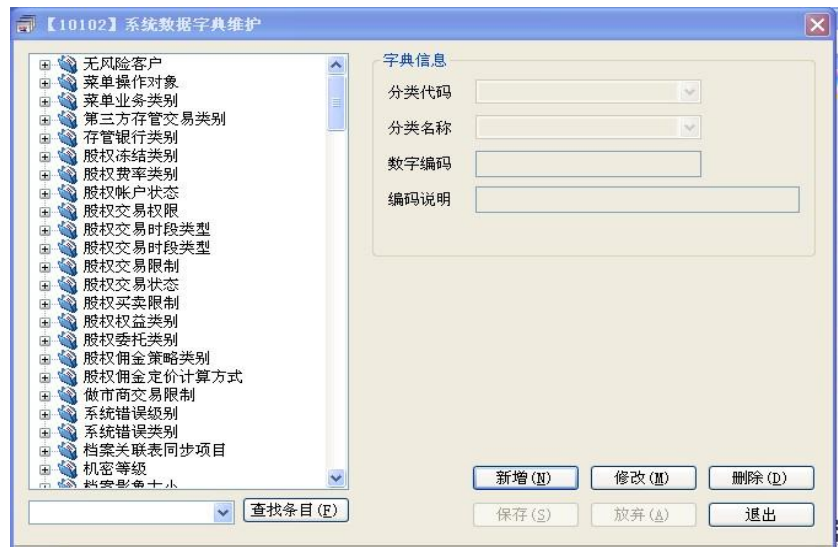 【10102】系统数据字典维护
无风险客户
菜单操作对象
菜单业务类别
第三方存管交易类别
存管银行类别
股权冻结类别
股权费率类别
股权帐户状态
股权交易权限
股权交易时段类型
股权交易时段类型
股权交易限制
股权交易状态
股权买卖限制
股权权益类别
股权委托类别
股权佣金策略类别
股权佣金定价计算方式
做市商交易限制
系统错误级别
系统错误类别
档案关联表同步项目
机密等级
档案影象大小
查找条目(F)
字典信息
分类代码
分类名称
数字编码
编码说明
新增(N) 修改(M) 删除(D)
保存(S) 放弃(A) 退出